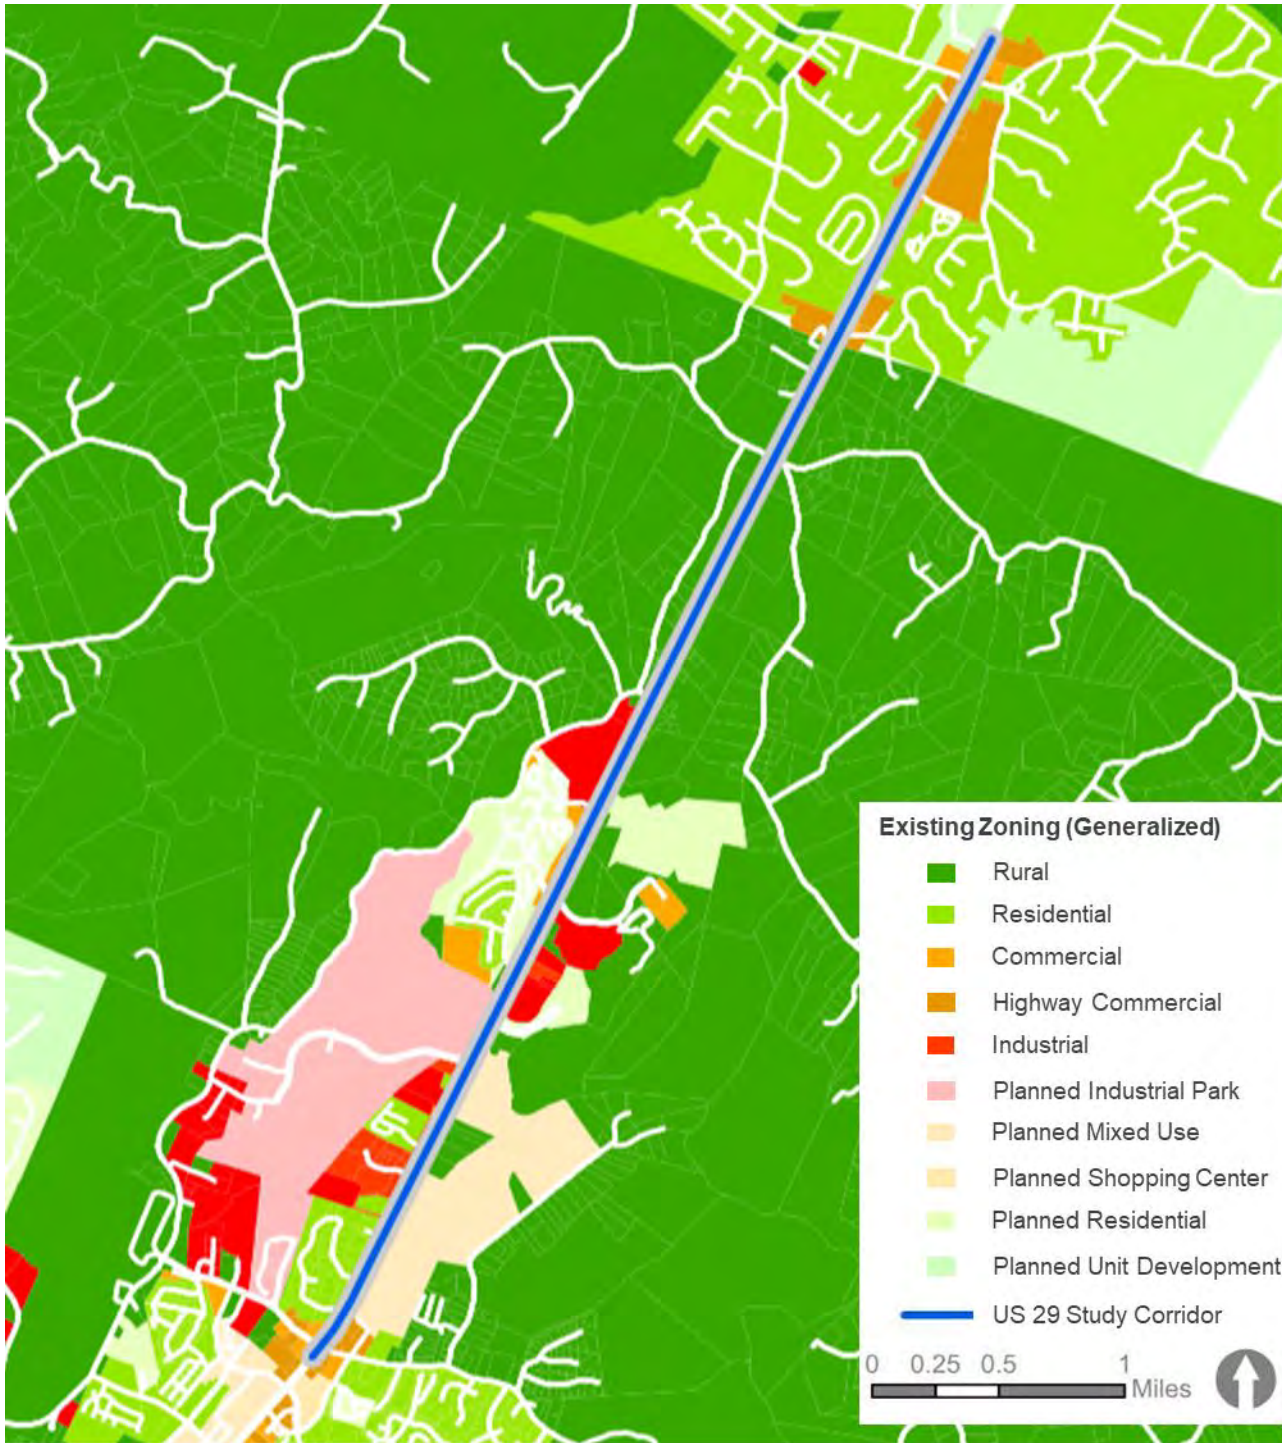 Existing Zoning (Generalized)
Rural
Residential
Commercial
Highway Commercial
Industrial
Planned Industrial Park
Planned Mixed Use
Planned Shopping Center
Planned Residential
Planned Unit Development
US 29 Study Corridor
0 0.25 0.5 1
Miles